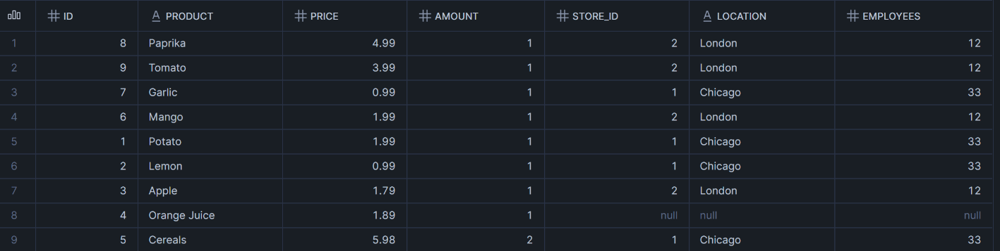 ID PRODUCT PRICE AMOUNT STORE_ID LOCATION EMPLOYEES
1 8 Paprika 4.99 1 2 London 12
2 9 Tomato 3.99 1 2 London 12
3 7 Garlic 0.99 1 1 Chicago 33
4 6 Mango 1.99 1 2 London 12
5 1 Potato 1.99 1 1 Chicago 33
6 2 Lemon 0.99 1 1 Chicago 33
7 3 Apple 1.79 1 2 London 12
8 4 Orange Juice 1.89 1 null null null
9 5 Cereals 5.98 2 1 Chicago 33